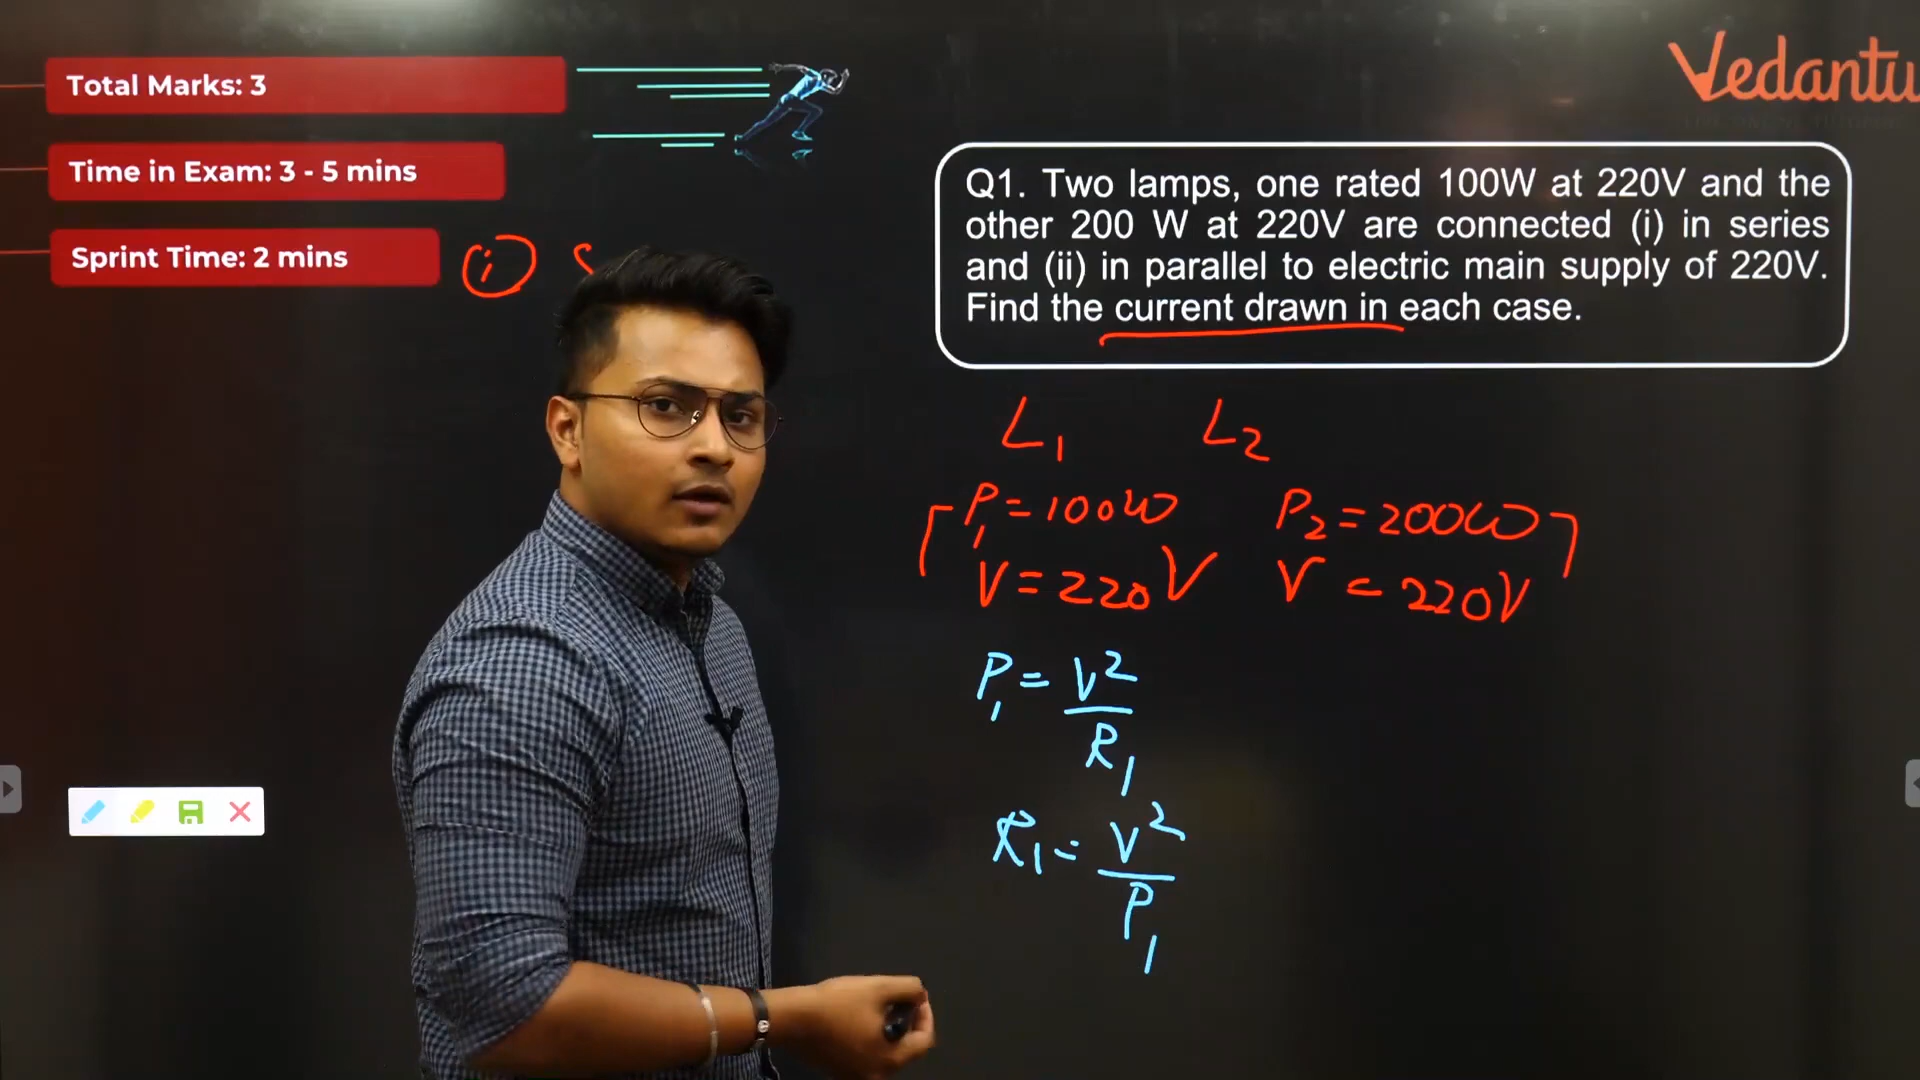 Total Marks: 3
Time in Exam: 3 - 5 mins
Sprint Time: 2 mins
Vedantu
Q1. Two lamps, one rated 100W at 220V and the
other 200 W at 220V are connected (i) in series
and (ii) in parallel to electric main supply of 220V.
Find the current drawn in each case.
(i) S
L₁ L₂
P₁ = 100W P₂ = 200W
V = 220V V = 220V
P₁ = V²/R₁
R₁ = V²/P₁